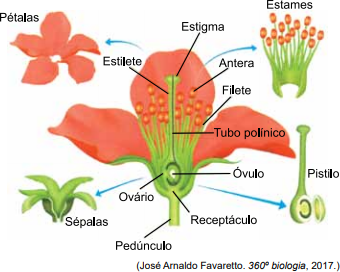 Pétalas
Estigma
Estames
Estilete
Antera
Filete
Tubo polínico
Óvulo
Pistilo
Ovário
Sépalas
Receptáculo
Pedúnculo
(José Arnaldo Favaretto. 360º biologia, 2017.)